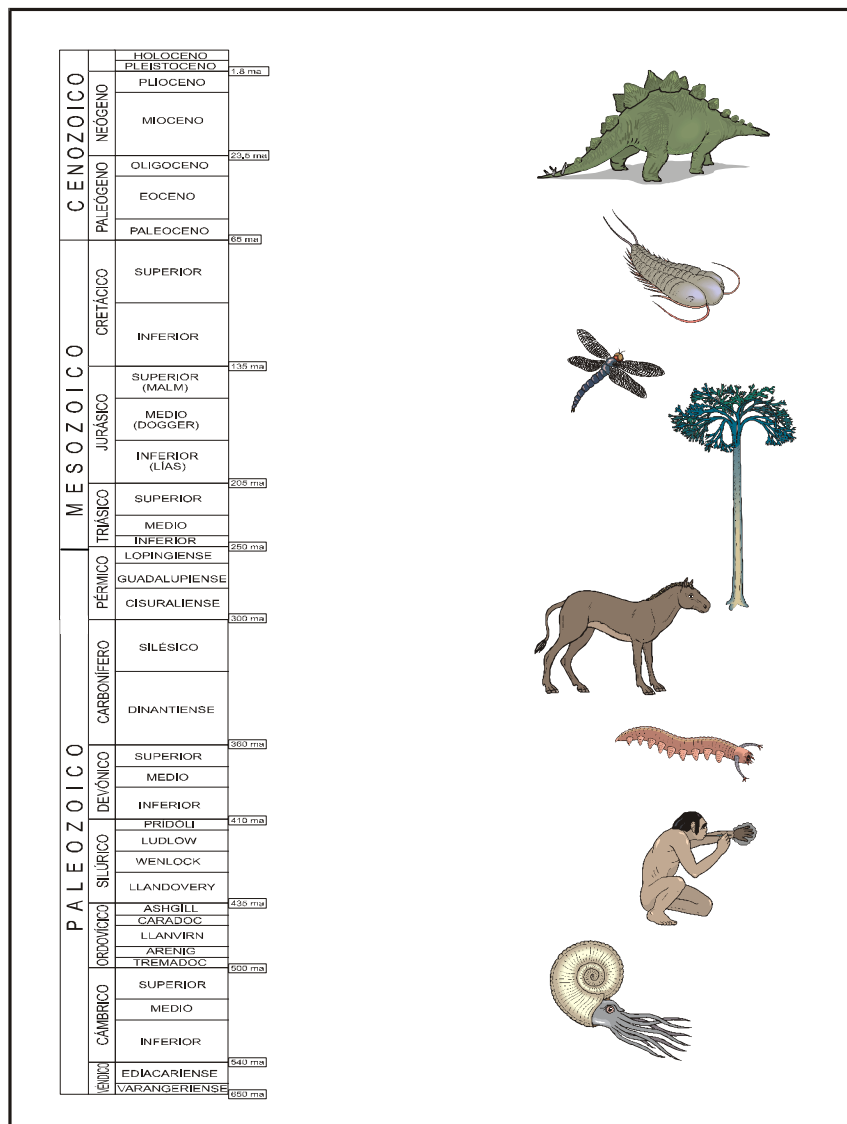 CENOZOICO
HOLOCENO
PLEISTOCENO
1.8 ma
NEÓGENO
PLIOCENO
MIOCENO
23,5 ma
PALEÓGENO
OLIGOCENO
EOCENO
PALEOCENO
65 ma
MESOZOICO
CRETÁCICO
SUPERIOR
INFERIOR
135 ma
JURÁSICO
SUPERIOR
(MALM)
MEDIO
(DOGGER)
INFERIOR
(LÍAS)
205 ma
TRIÁSICO
SUPERIOR
MEDIO
INFERIOR
250 ma
PALEOZOICO
PÉRMICO
LOPINGIENSE
GUADALUPIENSE
CISURALIENSE
300 ma
CARBONÍFERO
SILÉSICO
DINANTIENSE
360 ma
DEVÓNICO
SUPERIOR
MEDIO
INFERIOR
410 ma
SILÚRICO
PRIDOLI
LUDLOW
WENLOCK
LLANDOVERY
435 ma
ORDOVÍCICO
ASHGILL
CARADOC
LLANVIRN
ARENIG
TREMADOC
500 ma
CÁMBRICO
SUPERIOR
MEDIO
INFERIOR
540 ma
VÉNDICO
EDIACARIENSE
VARANGERIENSE
650 ma